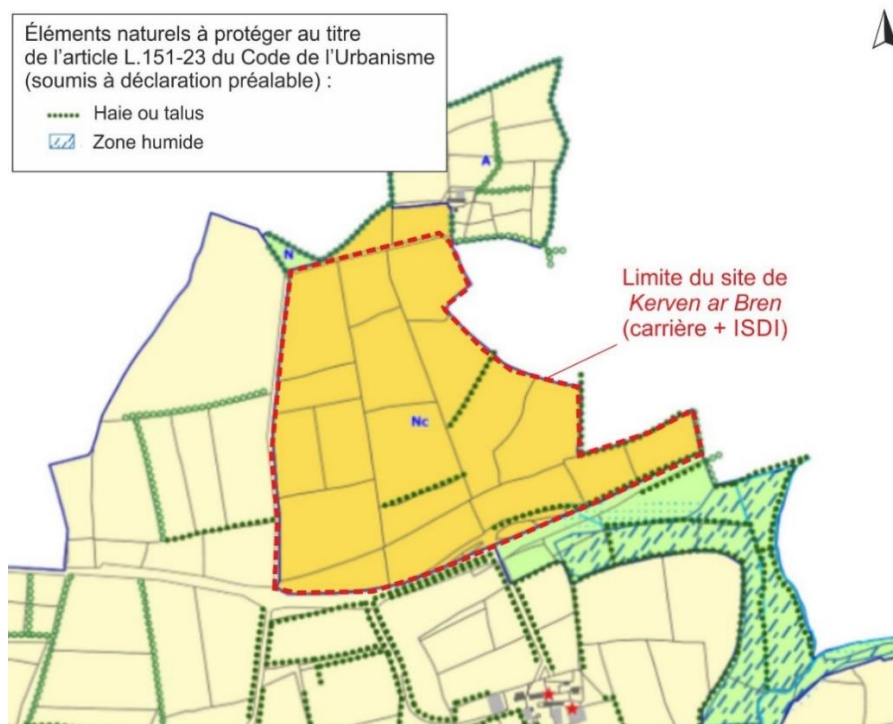 Éléments naturels à protéger au titre
de l'article L.151-23 du Code de l'Urbanisme
(soumis à déclaration préalable) :
Haie ou talus
Zone humide
A
N
Limite du site de
Kerven ar Bren
(carrière + ISDI)
Nc